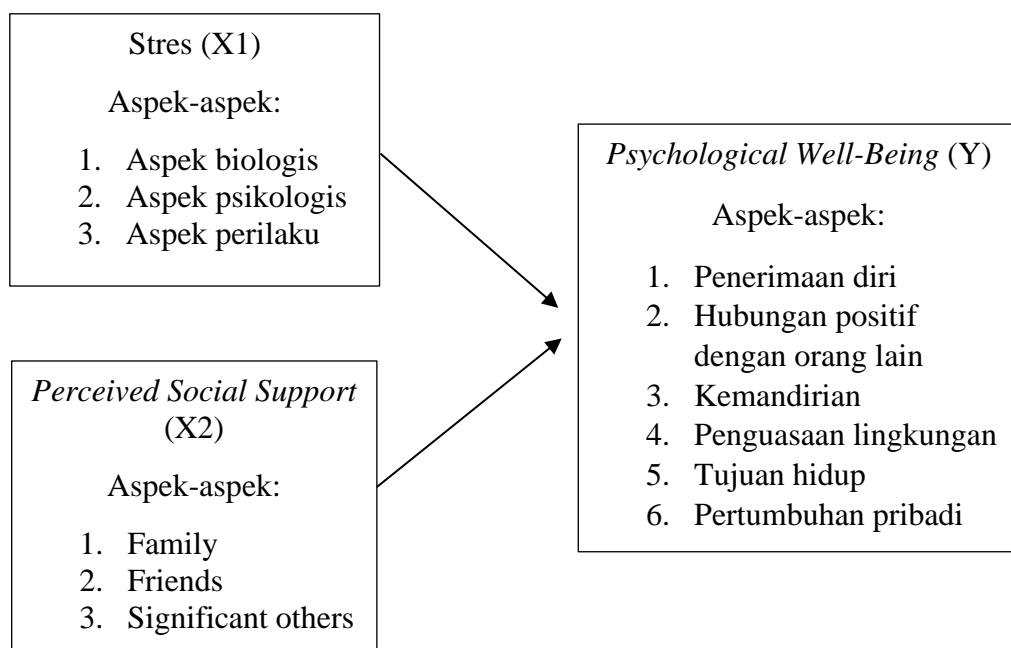 Stres (X1)
Aspek-aspek:
1. Aspek biologis
2. Aspek psikologis
3. Aspek perilaku
Perceived Social Support
(X2)
Aspek-aspek:
1. Family
2. Friends
3. Significant others
Psychological Well-Being (Y)
Aspek-aspek:
1. Penerimaan diri
2. Hubungan positif
dengan orang lain
3. Kemandirian
4. Penguasaan lingkungan
5. Tujuan hidup
6. Pertumbuhan pribadi